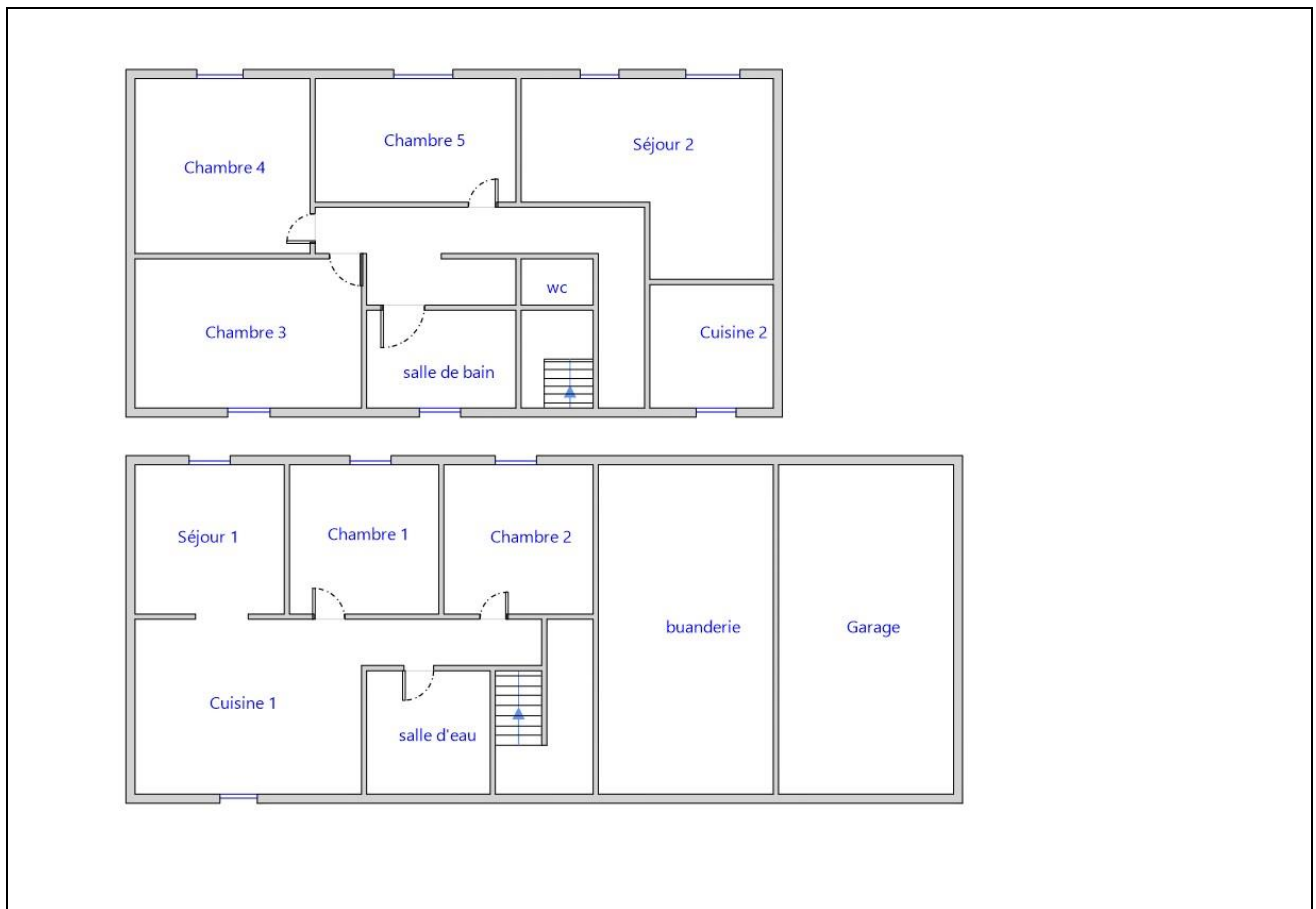 Chambre 4
Chambre 5
Séjour 2
Chambre 3
salle de bain
wc
Cuisine 2
Séjour 1
Chambre 1
Chambre 2
buanderie
Garage
Cuisine 1
salle d'eau